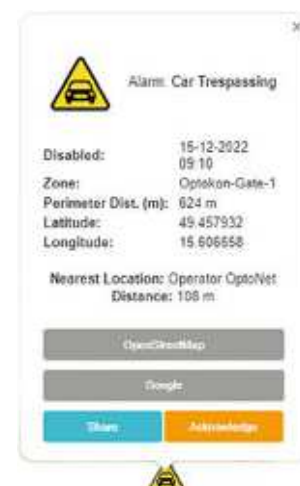 ×
Alarm: Car Trespassing
Disabled: 15-12-2022
09:10
Zone: Optokon-Gate-1
Perimeter Dist. (m): 624 m
Latitude: 49.457932
Longitude: 15.606658
Nearest Location: Operator OptoNet
Distance: 108 m
OpenStreetMap
Google
Share Acknowledge